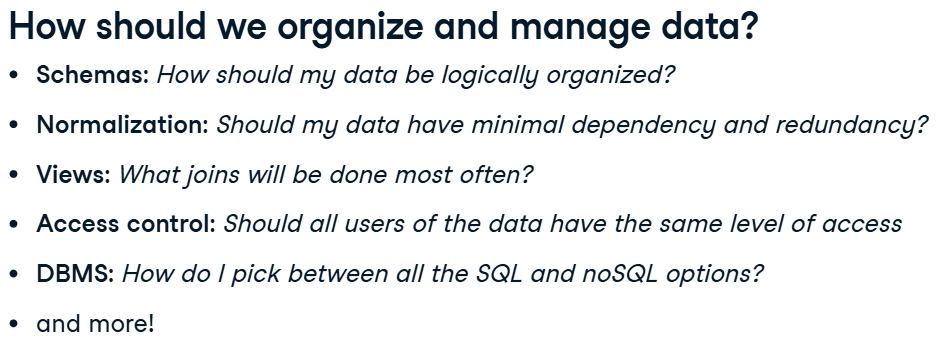 How should we organize and manage data?
• Schemas: How should my data be logically organized?
• Normalization: Should my data have minimal dependency and redundancy?
• Views: What joins will be done most often?
• Access control: Should all users of the data have the same level of access
• DBMS: How do I pick between all the SQL and noSQL options?
• and more!